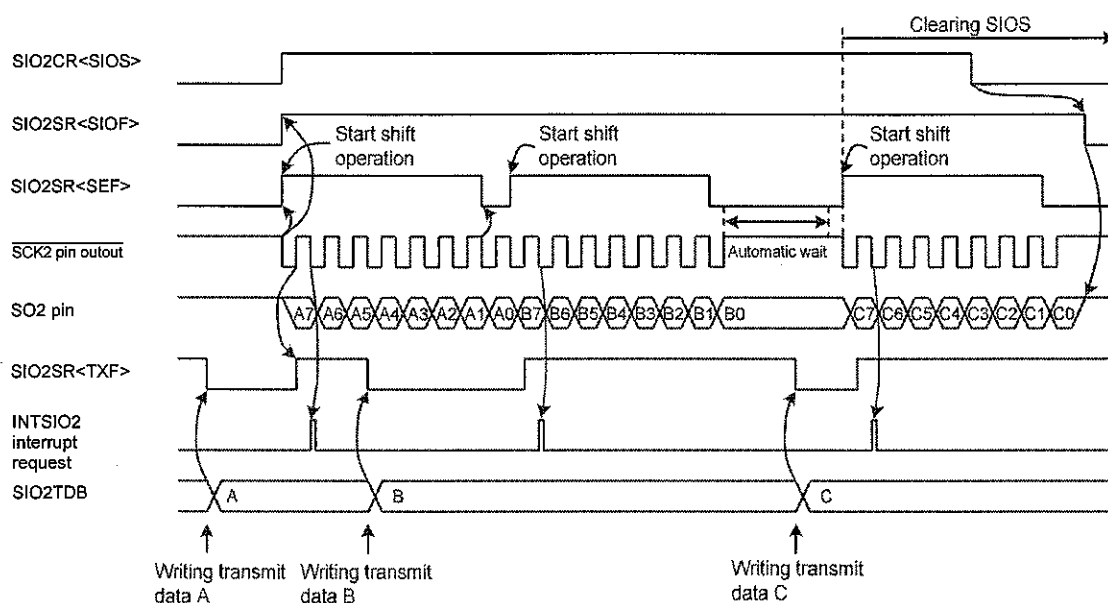 Clearing SIOS
SIO2CR<SIOS>
SIO2SR<SIOF>
Start shift
operation
Start shift
operation
Start shift
operation
SIO2SR<SEF>
SCK2 pin outout
Automatic wait
SO2 pin
A7 A6 A5 A4 A3 A2 A1 A0 B7 B6 B5 B4 B3 B2 B1 B0 C7 C6 C5 C4 C3 C2 C1 C0
SIO2SR<TXF>
INTSIO2
interrupt
request
SIO2TDB
A B C
Writing transmit
data A
Writing transmit
data B
Writing transmit
data C